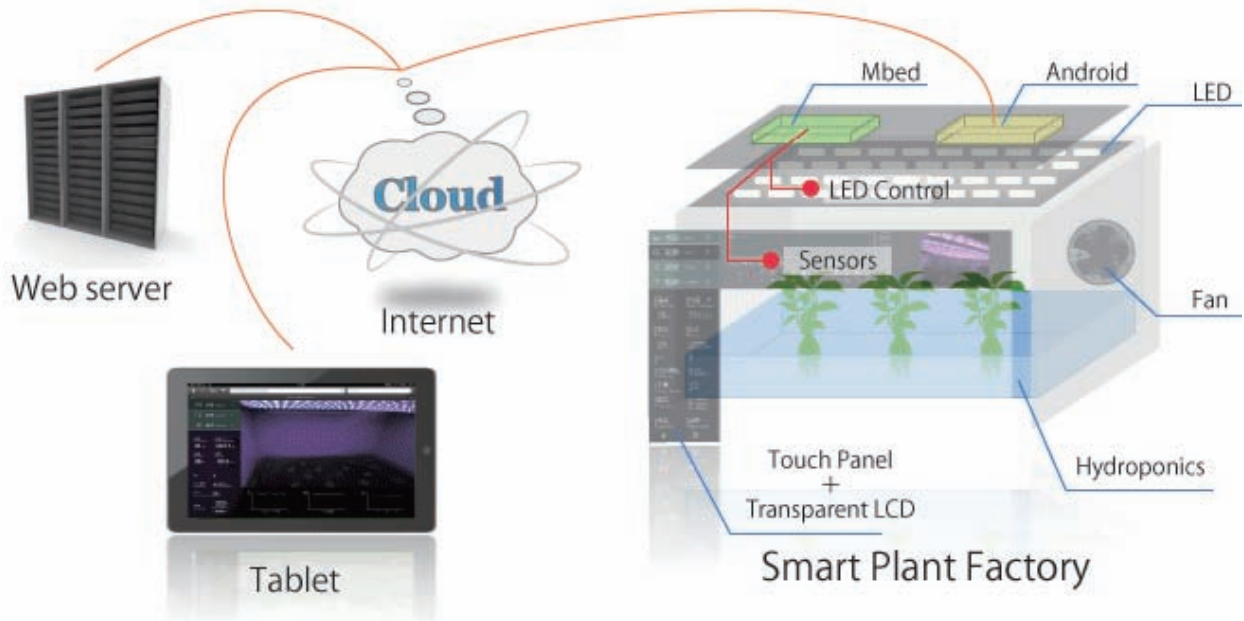 Mbed
Android
LED
Cloud
LED Control
Web server
Sensors
Internet
Fan
Touch Panel
+
Transparent LCD
Hydroponics
Tablet
Smart Plant Factory